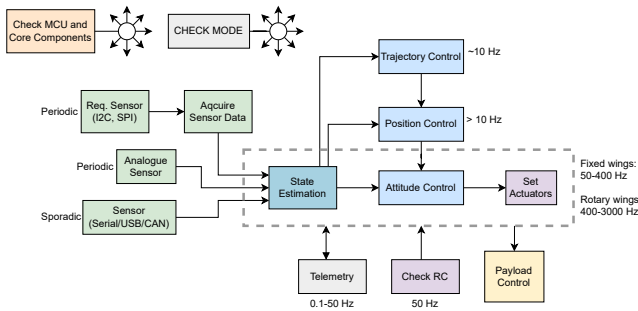 Check MCU and
Core Components
CHECK MODE
Trajectory Control
~10 Hz
Periodic
Req. Sensor
(I2C, SPI)
Aqcuire
Sensor Data
Position Control
> 10 Hz
Periodic
Analogue
Sensor
State
Estimation
Attitude Control
Set
Actuators
Fixed wings:
50-400 Hz
Rotary wings
400-3000 Hz
Sporadic
Sensor
(Serial/USB/CAN)
Telemetry
0.1-50 Hz
Check RC
50 Hz
Payload
Control